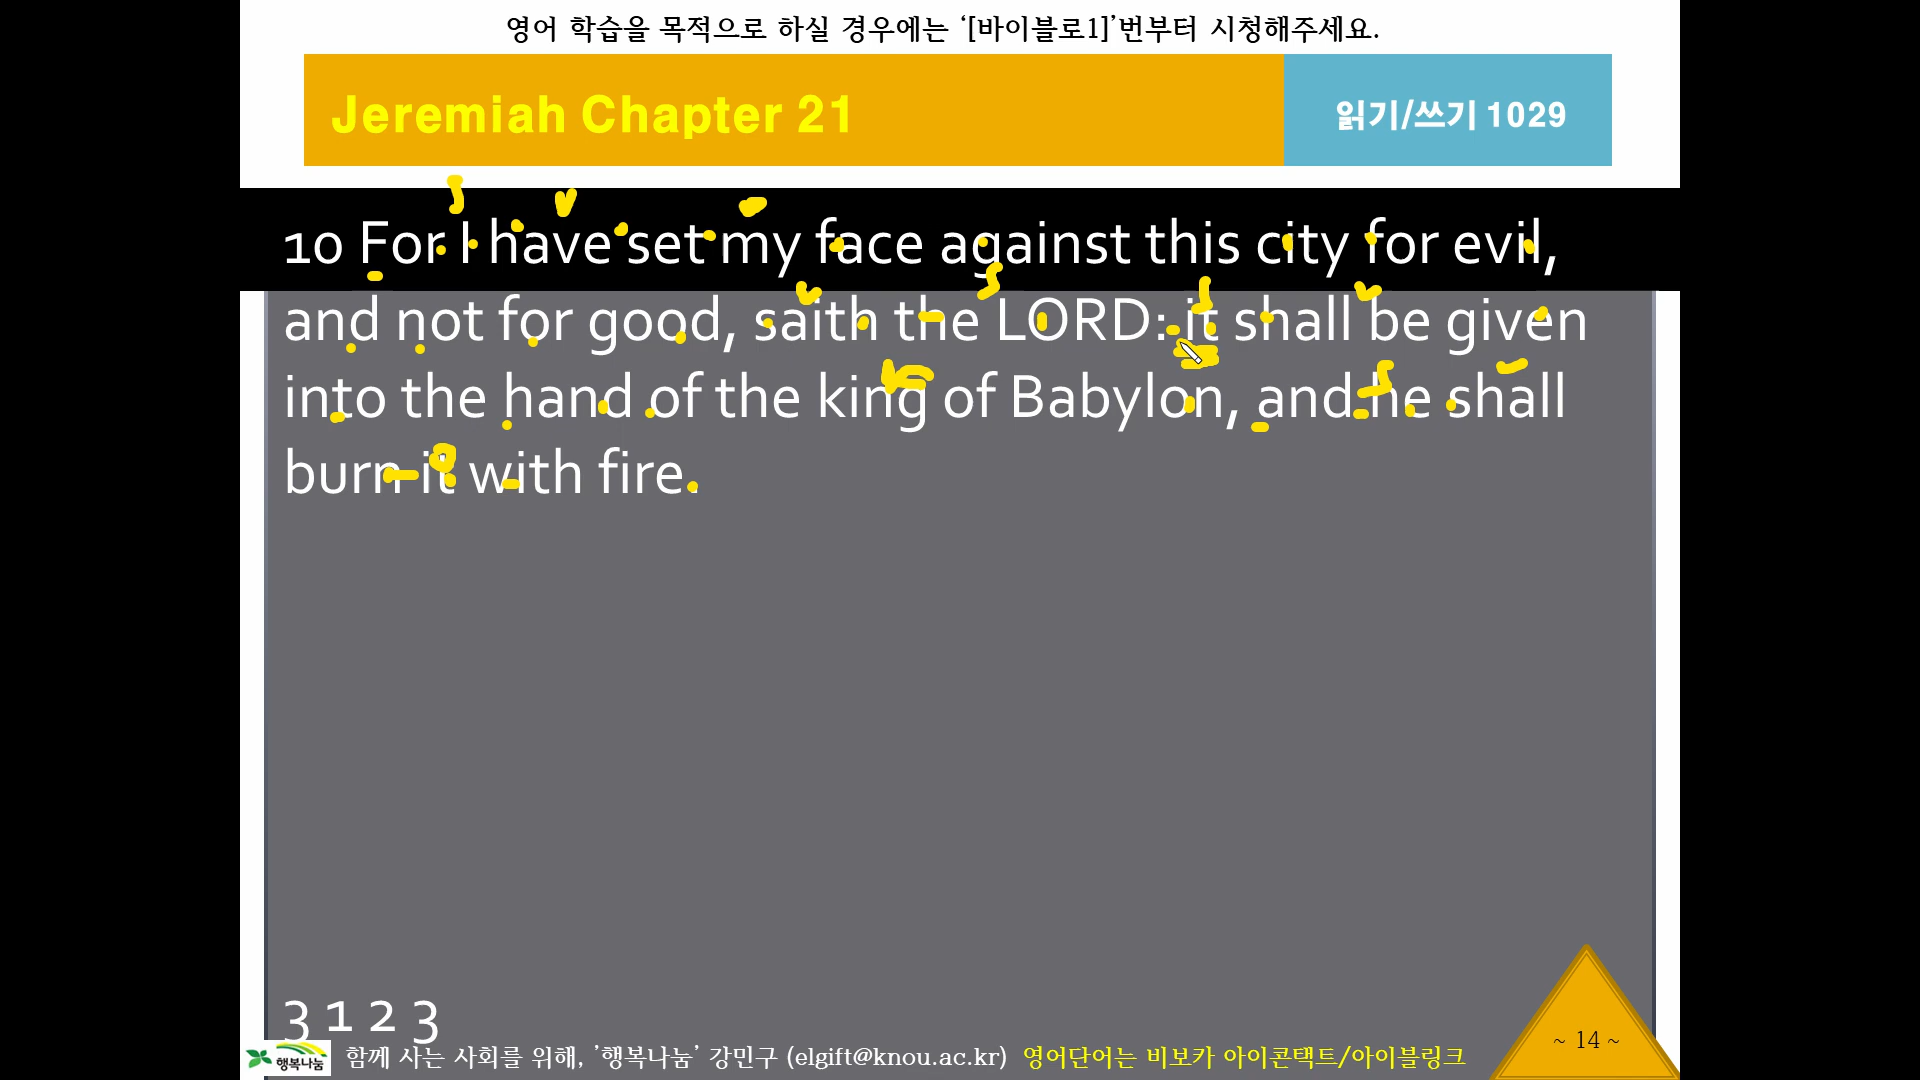 영어 학습을 목적으로 하실 경우에는 ‘[바이블로1]’번부터 시청해주세요.
Jeremiah Chapter 21
읽기/쓰기 1029
10 For I have set my face against this city for evil,
and not for good, saith the LORD: it shall be given
into the hand of the king of Babylon, and he shall
burn it with fire.
3 1 2 3
행복나눔
함께 사는 사회를 위해, ’행복나눔’ 강민구 (elgift@knou.ac.kr) 영어단어는 비보카 아이콘택트/아이블링크
~ 14 ~